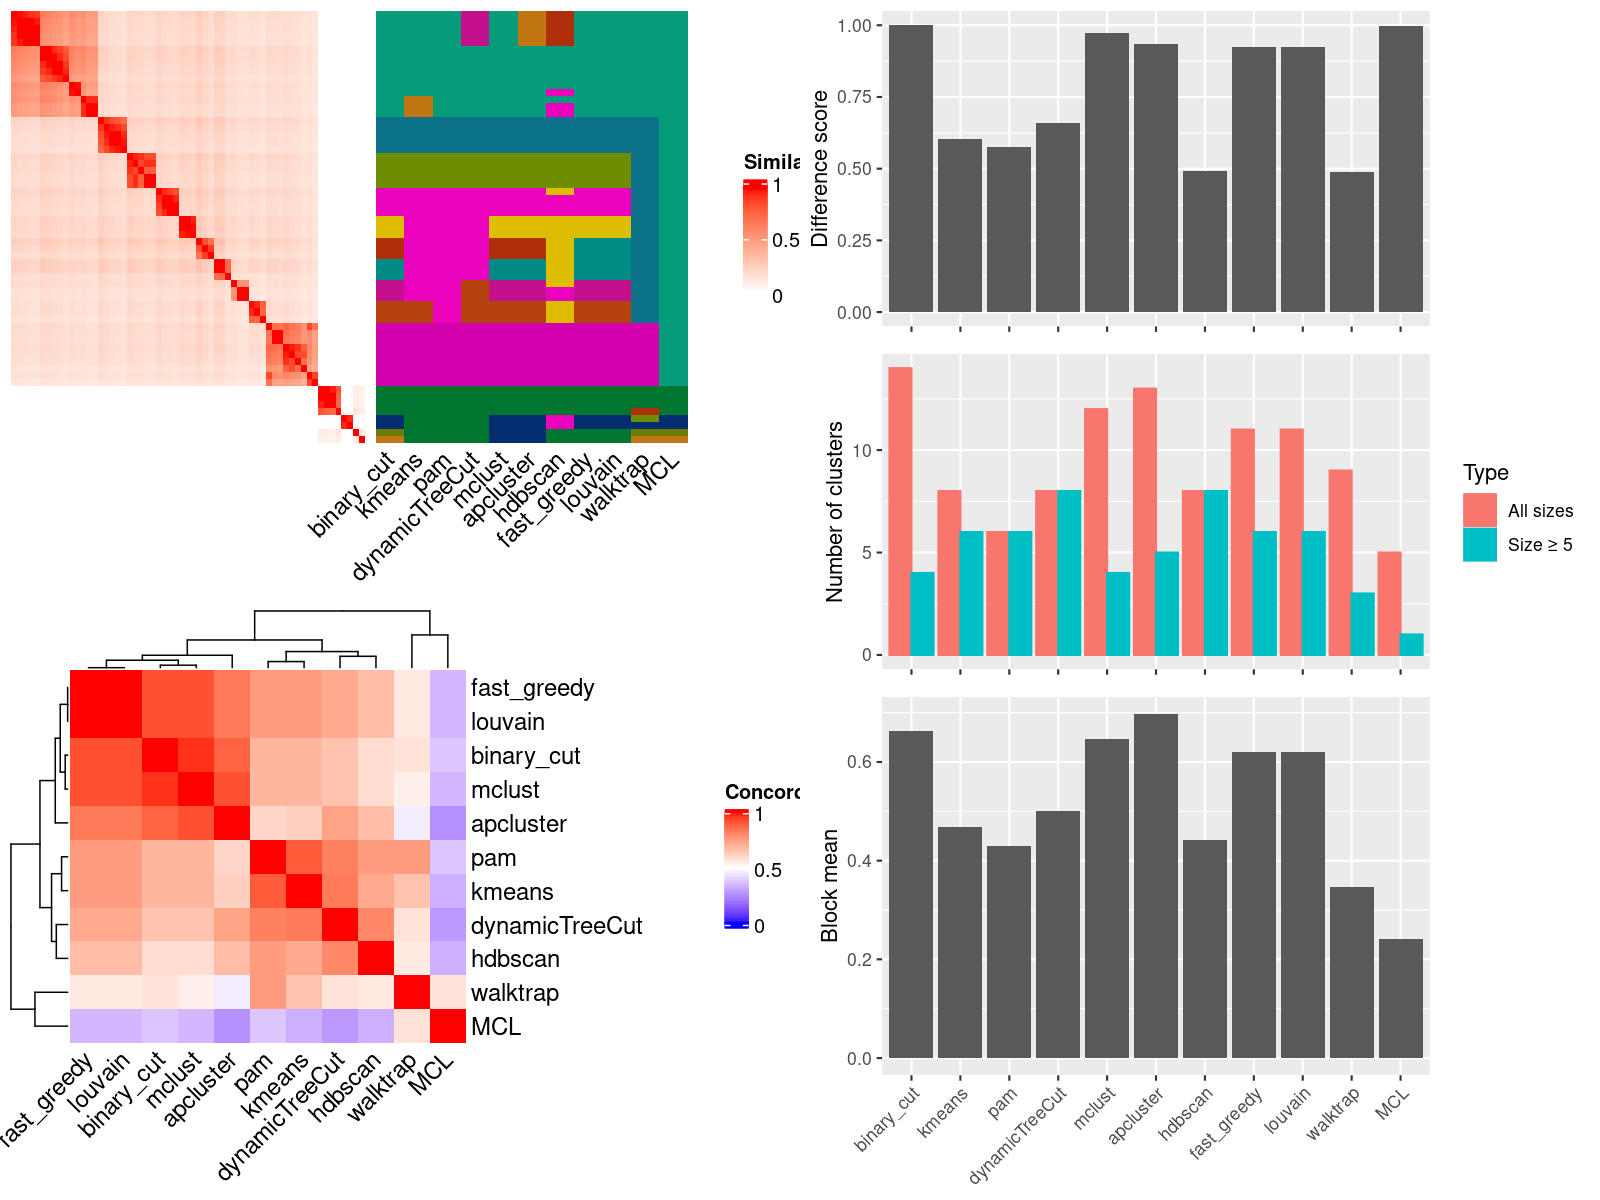 Simila
1
0.5
0
binary_cut
kmeans
pam
dynamicTreeCut
mclust
apcluster
hdbscan
fast_greedy
louvain
walktrap
MCL
fast_greedy
louvain
binary_cut
mclust
apcluster
pam
kmeans
dynamicTreeCut
hdbscan
walktrap
MCL
fast_greedy
louvain
binary_cut
mclust
apcluster
pam
kmeans
dynamicTreeCut
hdbscan
walktrap
MCL
Concord
1
0.5
0
Difference score
1.00
0.75
0.50
0.25
0.00
Number of clusters
10
5
0
Type
All sizes
Size ≥ 5
Block mean
0.6
0.4
0.2
0.0
binary_cut
kmeans
pam
dynamicTreeCut
mclust
apcluster
hdbscan
fast_greedy
louvain
walktrap
MCL